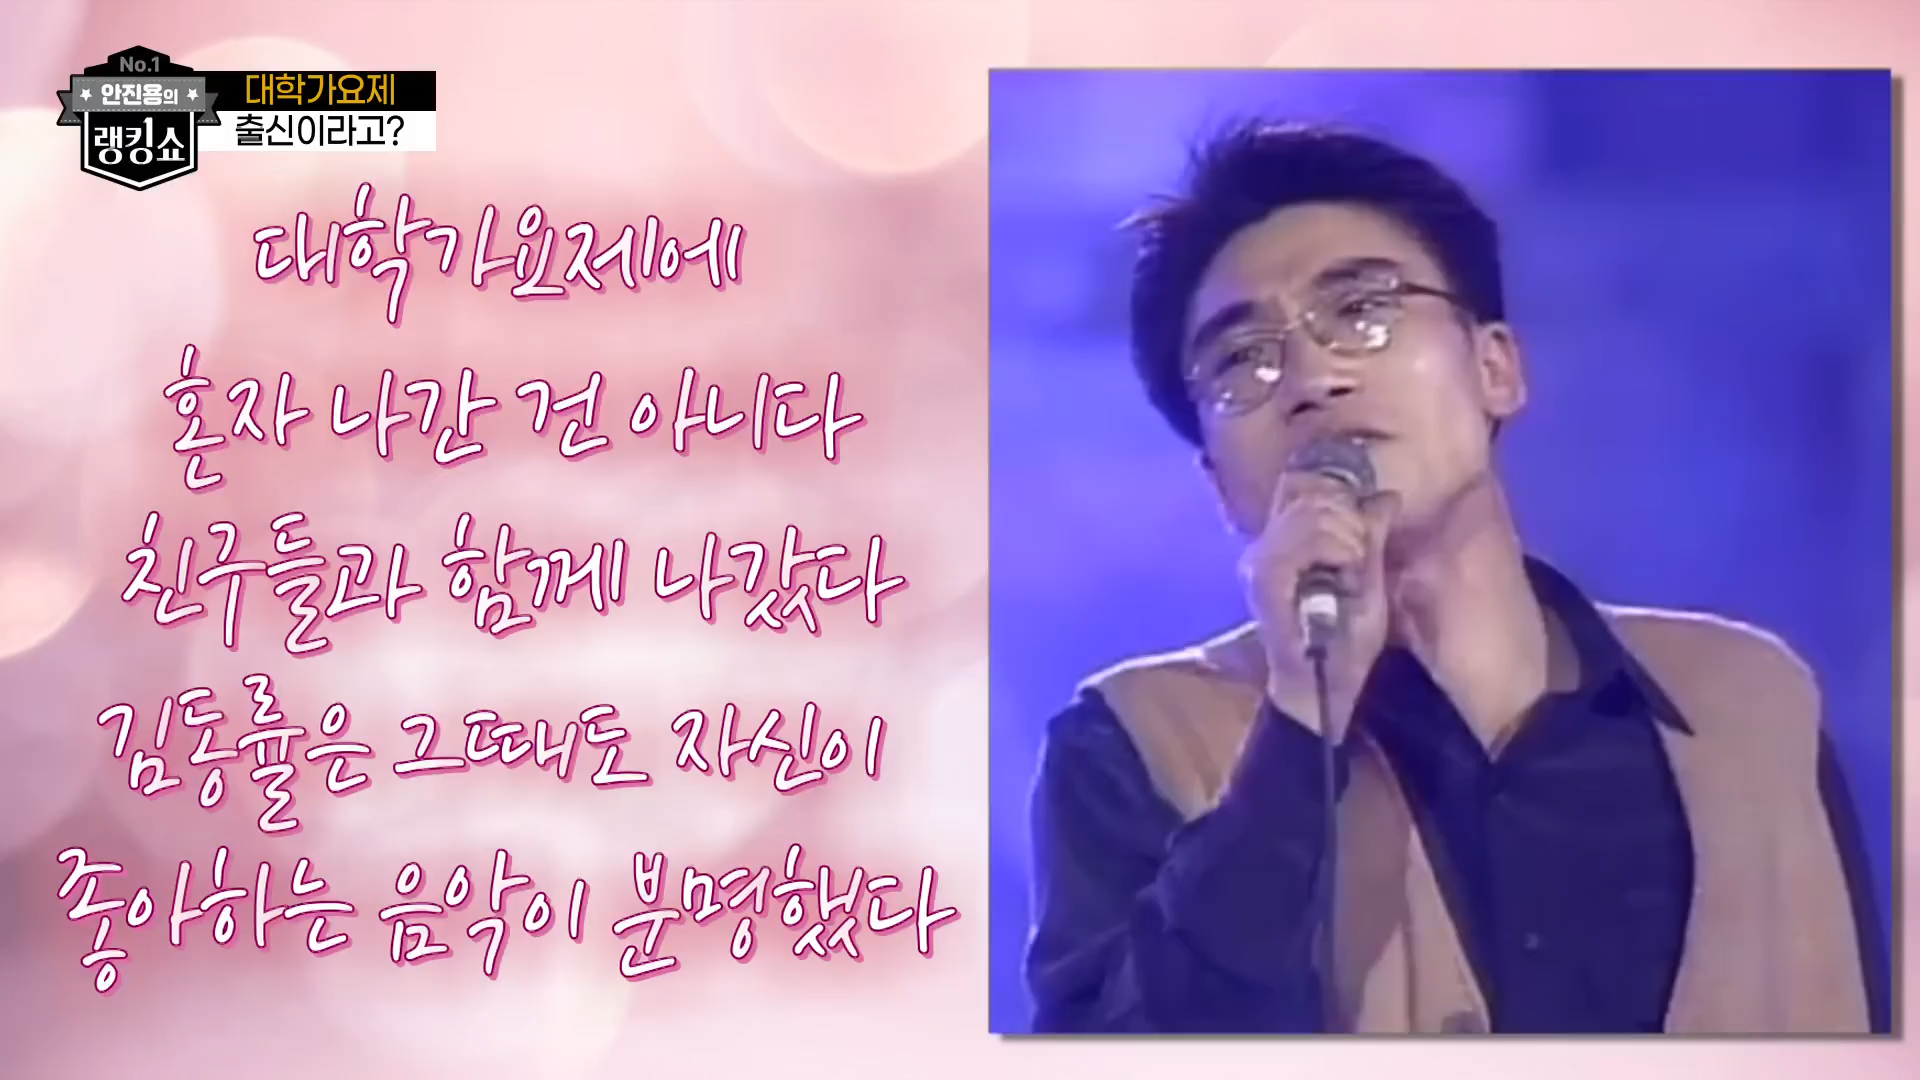 No.1
안진용의
랭킹쇼
대학가요제
출신이라고?
대학가요제에
혼자 나간 건 아니다
친구들과 함께 나갔다
김동률은 그때도 자신이
좋아하는 음악이 분명했다